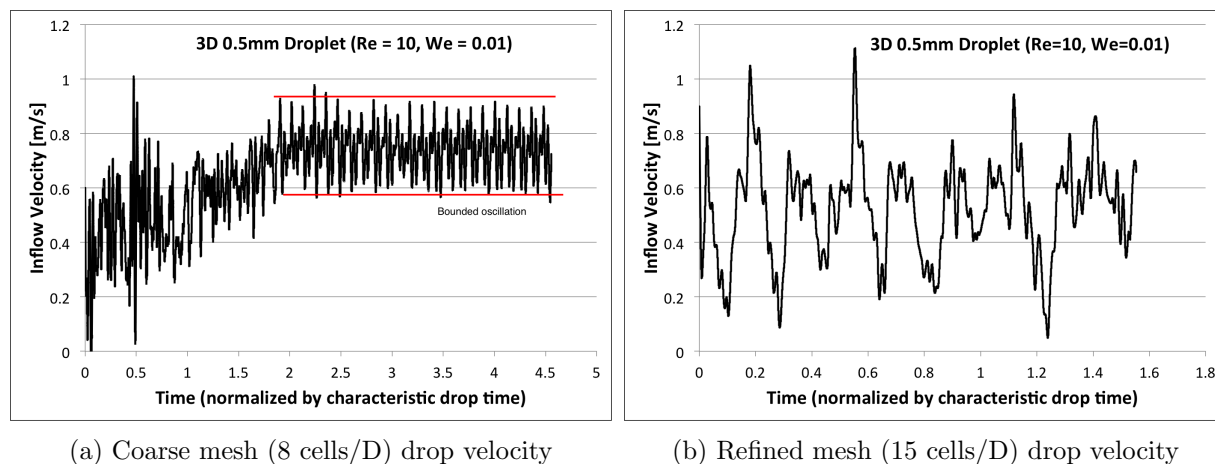 3D 0.5mm Droplet (Re = 10, We = 0.01)
Inflow Velocity [m/s]
1.2
1
0.8
0.6
0.4
0.2
0
Bounded oscillation
0 0.5 1 1.5 2 2.5 3 3.5 4 4.5 5
Time (normalized by characteristic drop time)
(a) Coarse mesh (8 cells/D) drop velocity
3D 0.5mm Droplet (Re=10, We=0.01)
Inflow Velocity [m/s]
1.2
1
0.8
0.6
0.4
0.2
0
0 0.2 0.4 0.6 0.8 1 1.2 1.4 1.6 1.8
Time (normalized by characteristic drop time)
(b) Refined mesh (15 cells/D) drop velocity